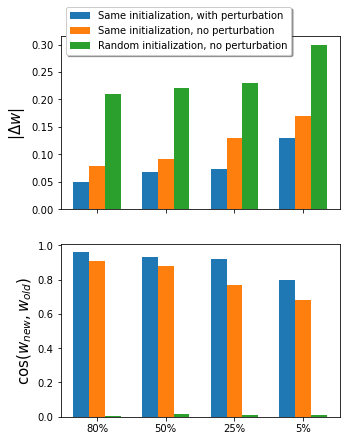 Same initialization, with perturbation
Same initialization, no perturbation
Random initialization, no perturbation
|Δw|
0.30
0.25
0.20
0.15
0.10
0.05
0.00
cos(w_new, w_old)
1.0
0.8
0.6
0.4
0.2
0.0
80% 50% 25% 5%